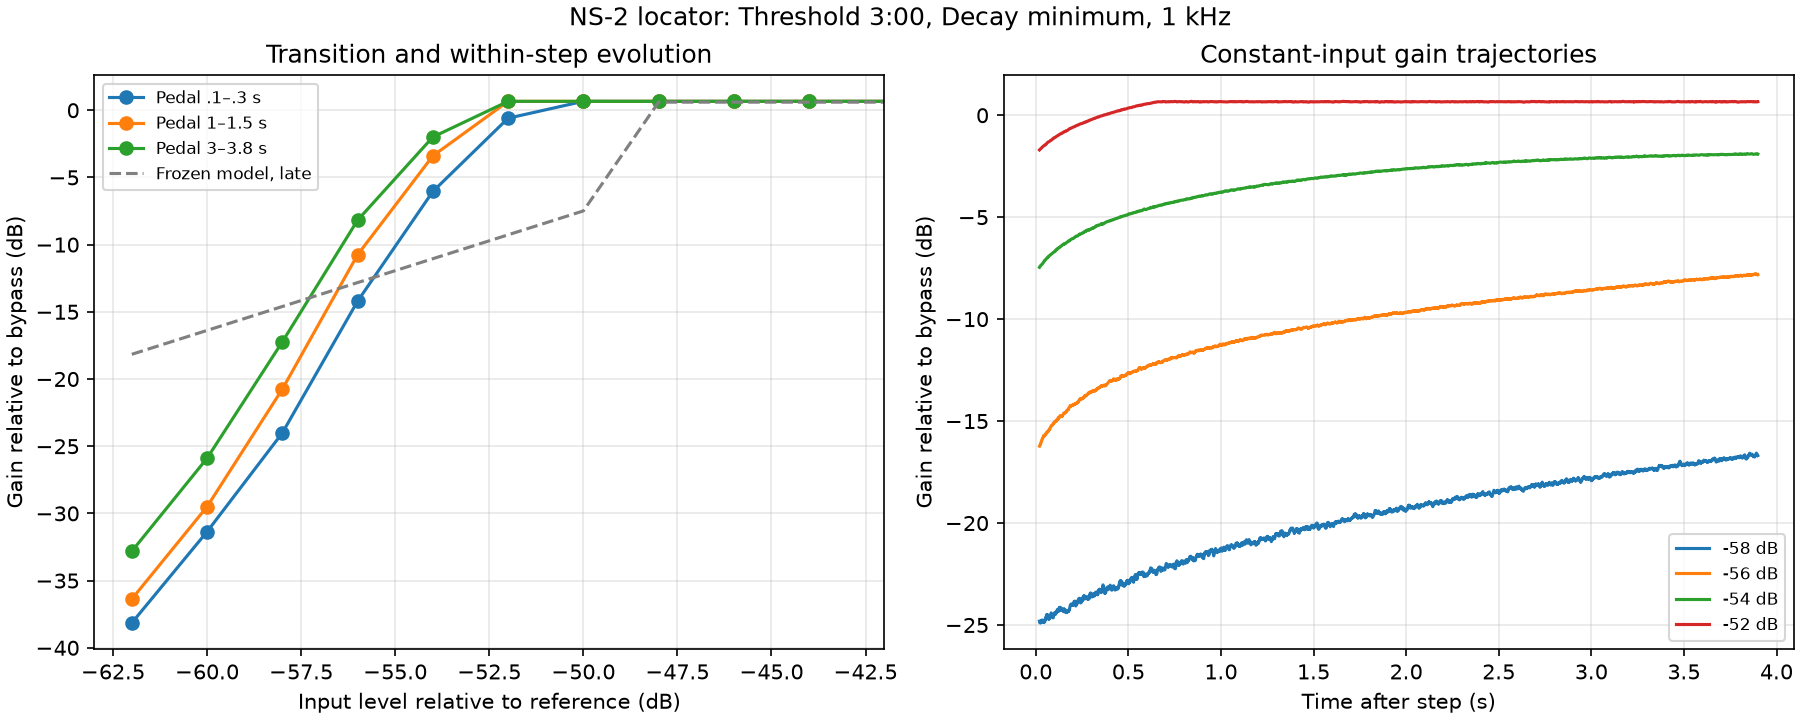 NS-2 locator: Threshold 3:00, Decay minimum, 1 kHz
Transition and within-step evolution
Gain relative to bypass (dB)
0
−5
−10
−15
−20
−25
−30
−35
−40
Pedal .1–.3 s
Pedal 1–1.5 s
Pedal 3–3.8 s
Frozen model, late
−62.5 −60.0 −57.5 −55.0 −52.5 −50.0 −47.5 −45.0 −42.5
Input level relative to reference (dB)
Constant-input gain trajectories
Gain relative to bypass (dB)
0
−5
−10
−15
−20
−25
-58 dB
-56 dB
-54 dB
-52 dB
0.0 0.5 1.0 1.5 2.0 2.5 3.0 3.5 4.0
Time after step (s)